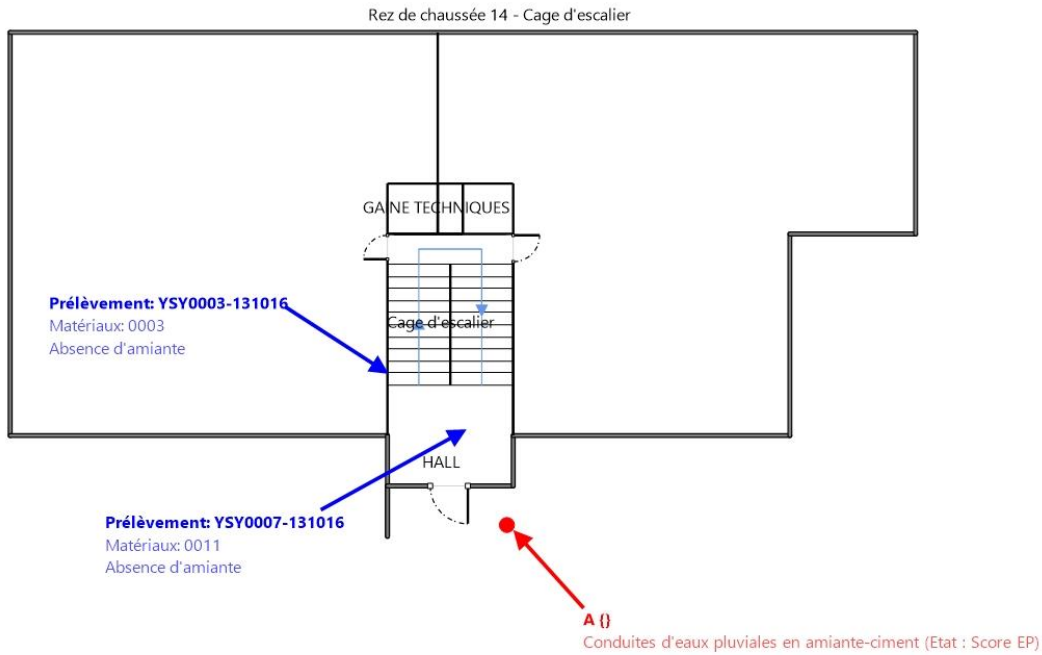 Rez de chaussée 14 - Cage d'escalier
GAINE TECHNIQUES
Prélèvement: YSY0003-131016
Matériaux: 0003
Absence d'amiante
Cage d'escalier
HALL
Prélèvement: YSY0007-131016
Matériaux: 0011
Absence d'amiante
A {}
Conduites d'eaux pluviales en amiante-ciment (Etat : Score EP)